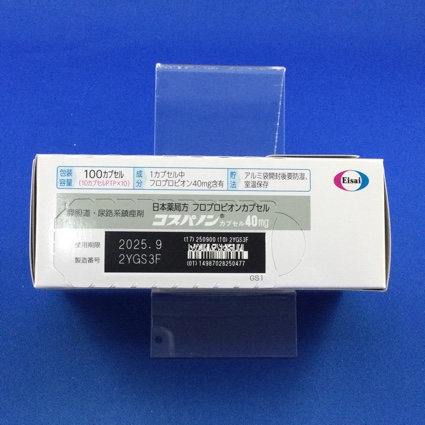 包装容量 100カプセル (10カプセルPTP×10) 成分 1カプセル中 フロプロピオン40mg含有 貯法 アルミ袋開封後要防湿、室温保存
Eisai
日本薬局方 フロプロピオンカプセル
膵胆道・尿路系鎮痙剤 コスパノン® カプセル40mg
使用期限 2025.9
製造番号 2YGS3F
(17) 250900 (10) 2YGS3F
(01) 14987028250477
GS1